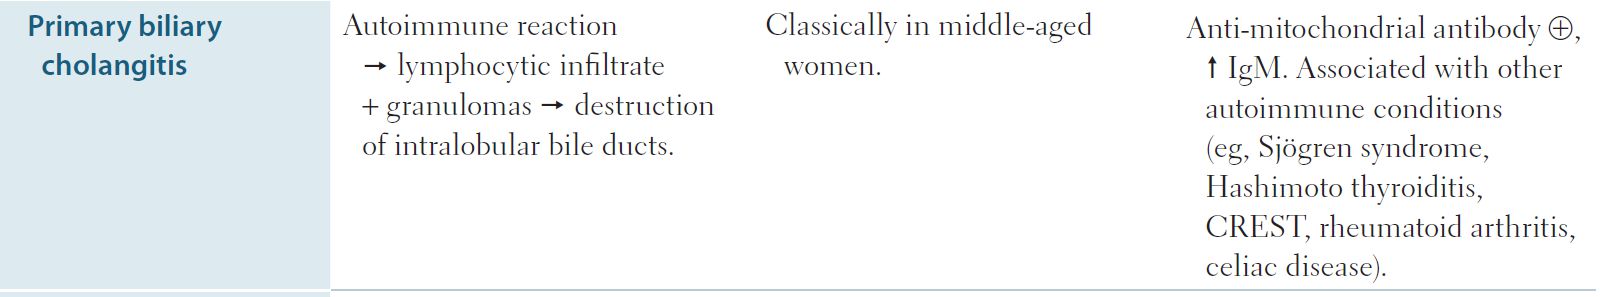 Primary biliary
cholangitis
Autoimmune reaction
→ lymphocytic infiltrate
+ granulomas → destruction
of intralobular bile ducts.
Classically in middle-aged
women.
Anti-mitochondrial antibody ⊕,
↑ IgM. Associated with other
autoimmune conditions
(eg, Sjögren syndrome,
Hashimoto thyroiditis,
CREST, rheumatoid arthritis,
celiac disease).